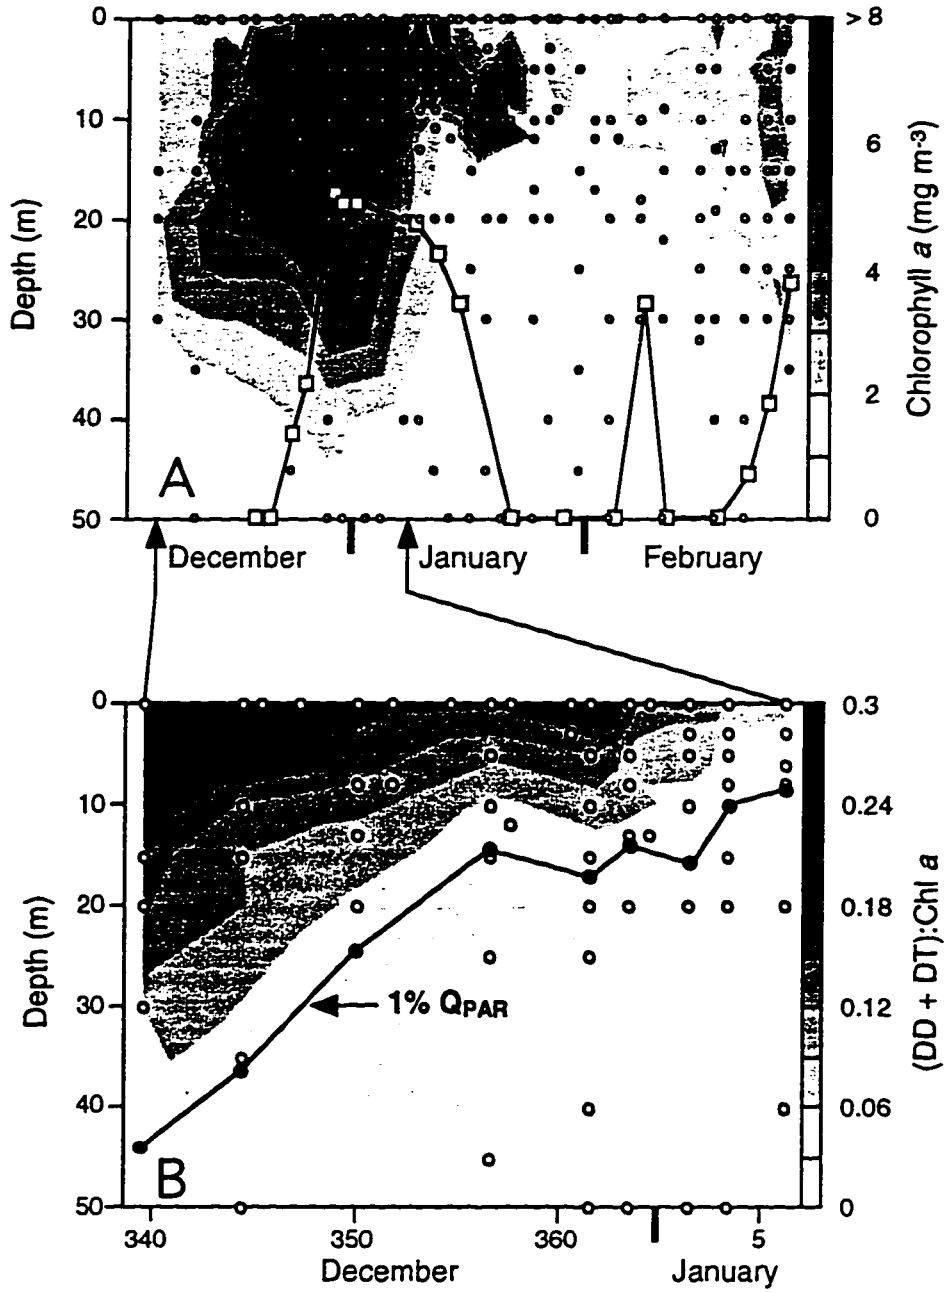 0
10
20
30
40
50
Depth (m)
A
> 8
6
4
2
0
Chlorophyll a (mg m-3)
December
January
February
0
10
20
30
40
50
Depth (m)
1% QPAR
B
0.3
0.24
0.18
0.12
0.06
0
(DD + DT):Chl a
340
350
360
5
December
January